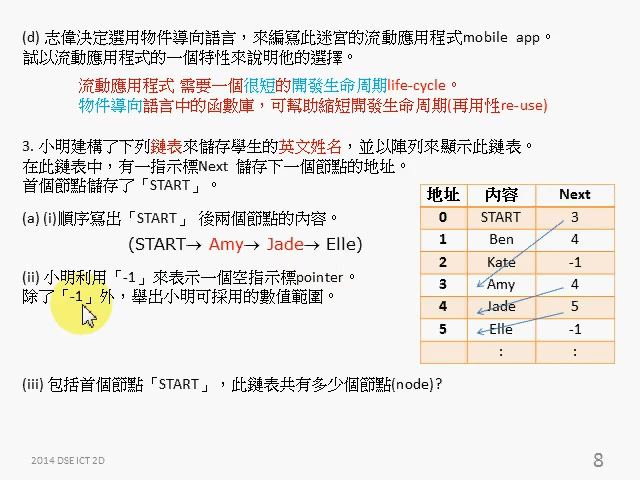 (d) 志偉決定選用物件導向語言，來編寫此迷宮的流動應用程式mobile app。
試以流動應用程式的一個特性來說明他的選擇。
流動應用程式 需要一個很短的開發生命周期life-cycle。
物件導向語言中的函數庫，可幫助縮短開發生命周期(再用性re-use)
3. 小明建構了下列鏈表來儲存學生的英文姓名，並以陣列來顯示此鏈表。
在此鏈表中，有一指示標Next 儲存下一個節點的地址。
首個節點儲存了「START」。
(a) (i)順序寫出「START」 後兩個節點的內容。
(START→ Amy→ Jade→ Elle)
(ii) 小明利用「-1」來表示一個空指示標pointer。
除了「-1」外，舉出小明可採用的數值範圍。
(iii) 包括首個節點「START」，此鏈表共有多少個節點(node)?
地址 內容 Next
0 START 3
1 Ben 4
2 Kate -1
3 Amy 4
4 Jade 5
5 Elle -1
: :
2014 DSE ICT 2D
8